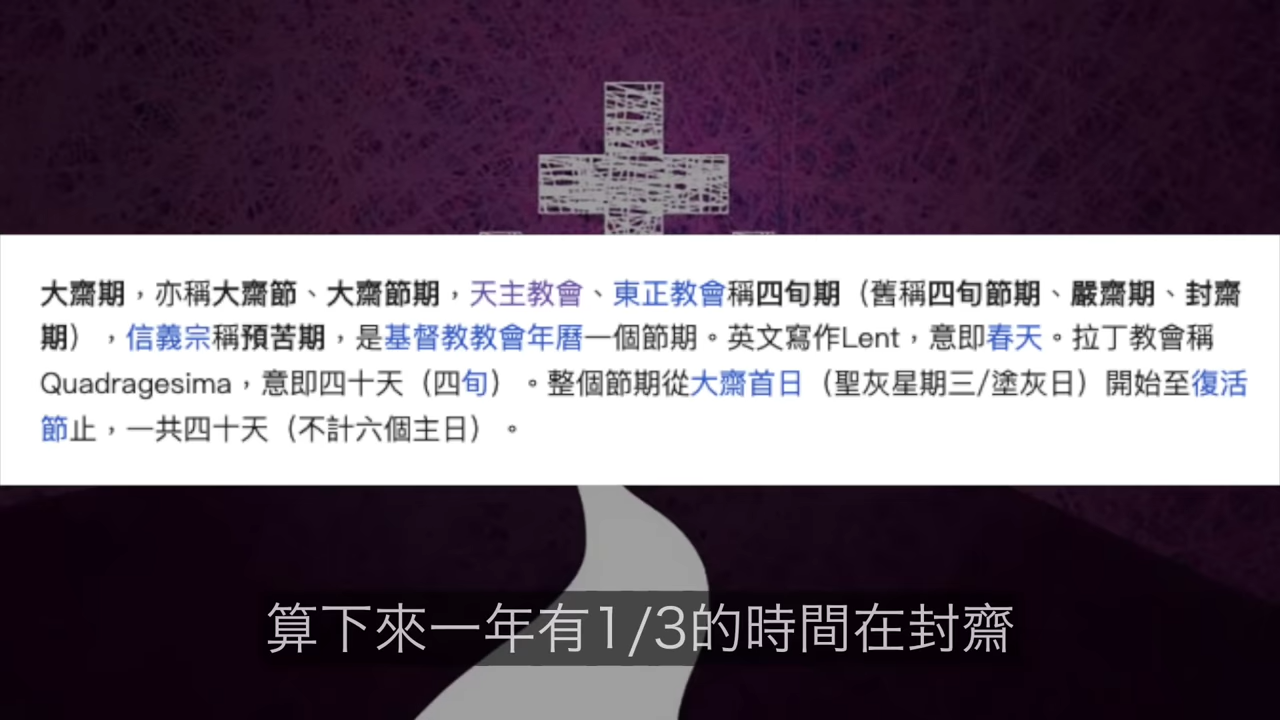 大齋期，亦稱大齋節、大齋節期，天主教會、東正教會稱四旬期（舊稱四旬節期、嚴齋期、封齋
期），信義宗稱預苦期，是基督教教會年曆一個節期。英文寫作Lent，意即春天。拉丁教會稱
Quadragesima，意即四十天（四旬）。整個節期從大齋首日（聖灰星期三/塗灰日）開始至復活
節止，一共四十天（不計六個主日）。
算下來一年有1/3的時間在封齋